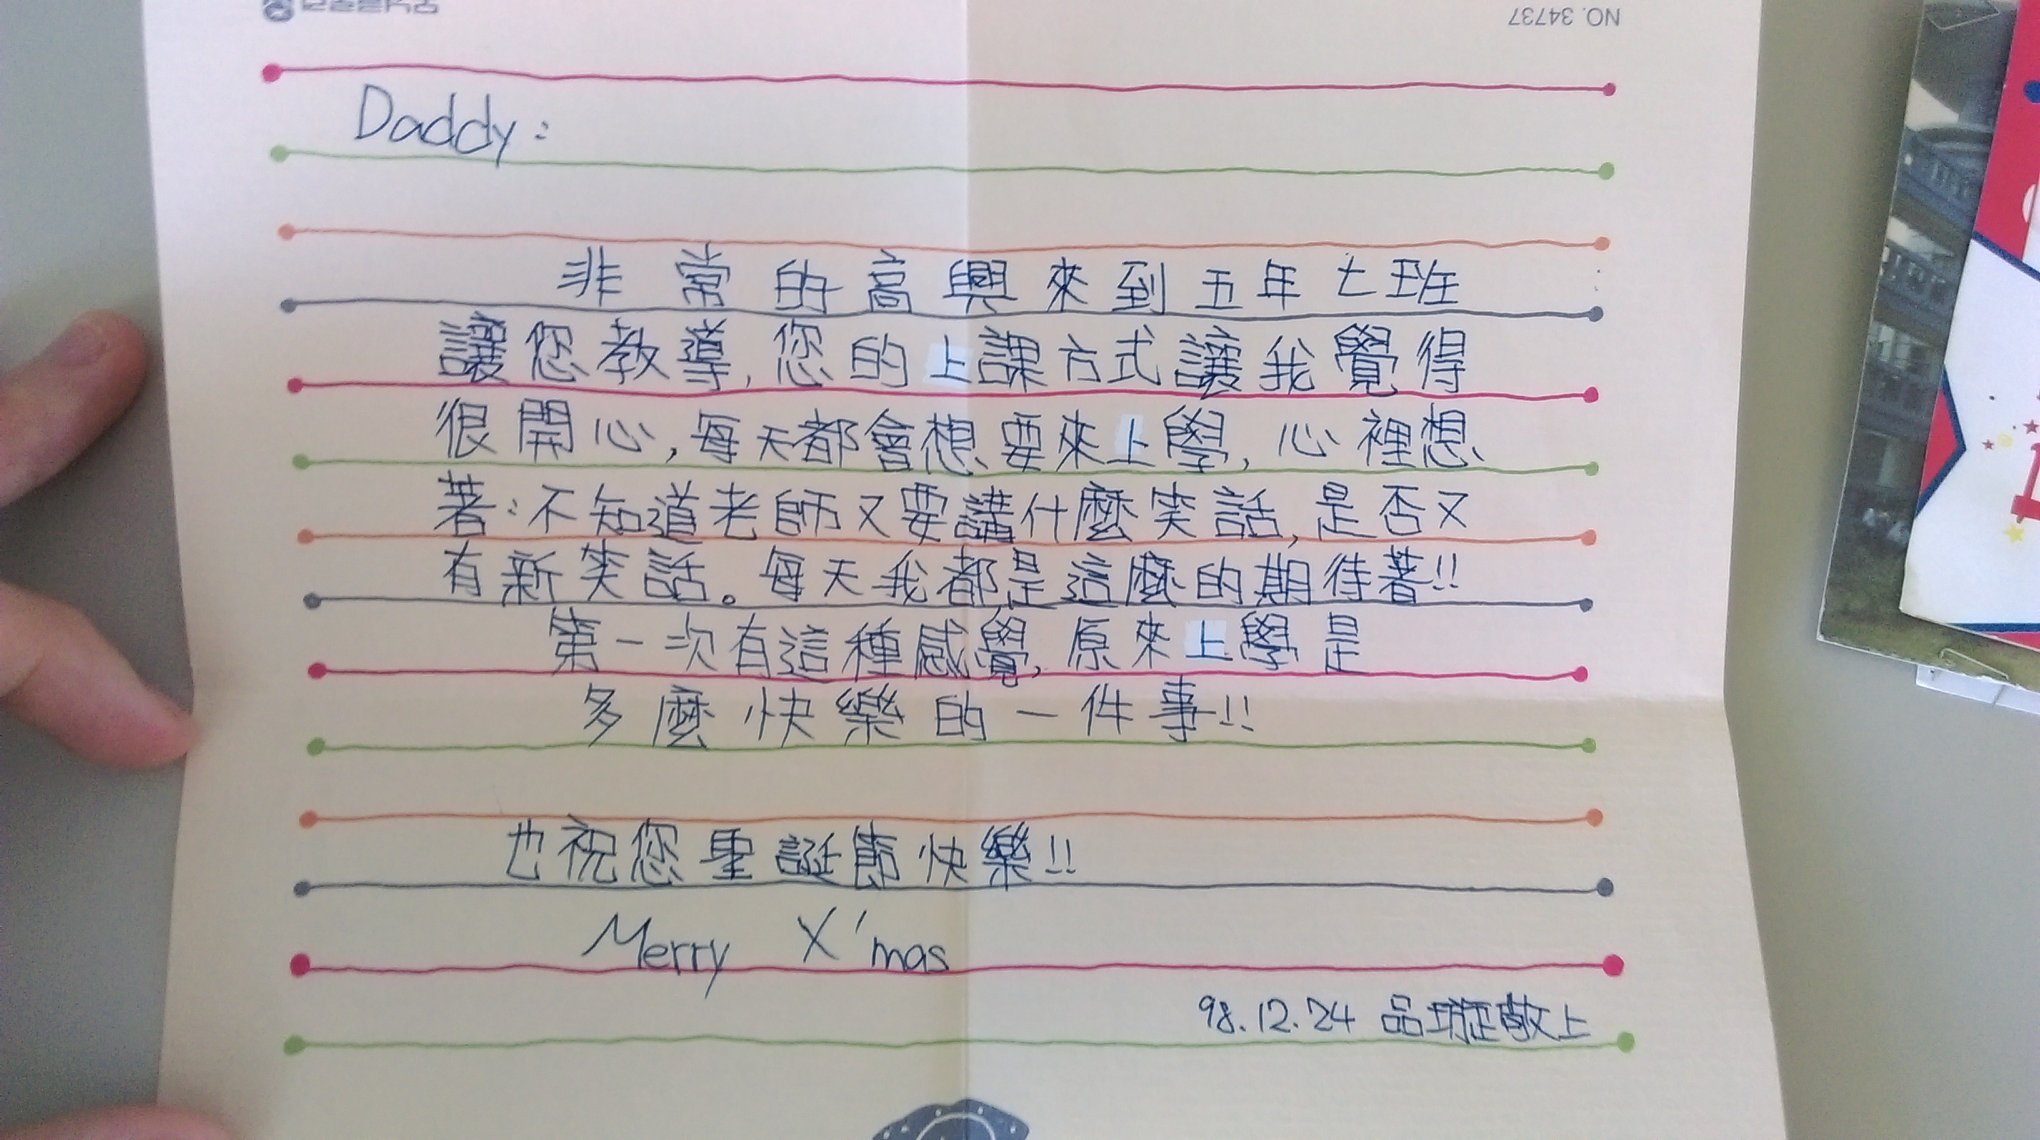 NO. 34737
Daddy:
非常的高興來到五年七班
讓您教導,您的上課方式讓我覺得
很開心,每天都會想要來上學,心裡想
著:不知道老師又要講什麼笑話,是否又
有新笑話。每天我都是這麼的期待著!!
第一次有這種感覺,原來上學是
多麼快樂的一件事!!
也祝您聖誕節快樂!!
Merry X'mas
98.12.24 品璇敬上